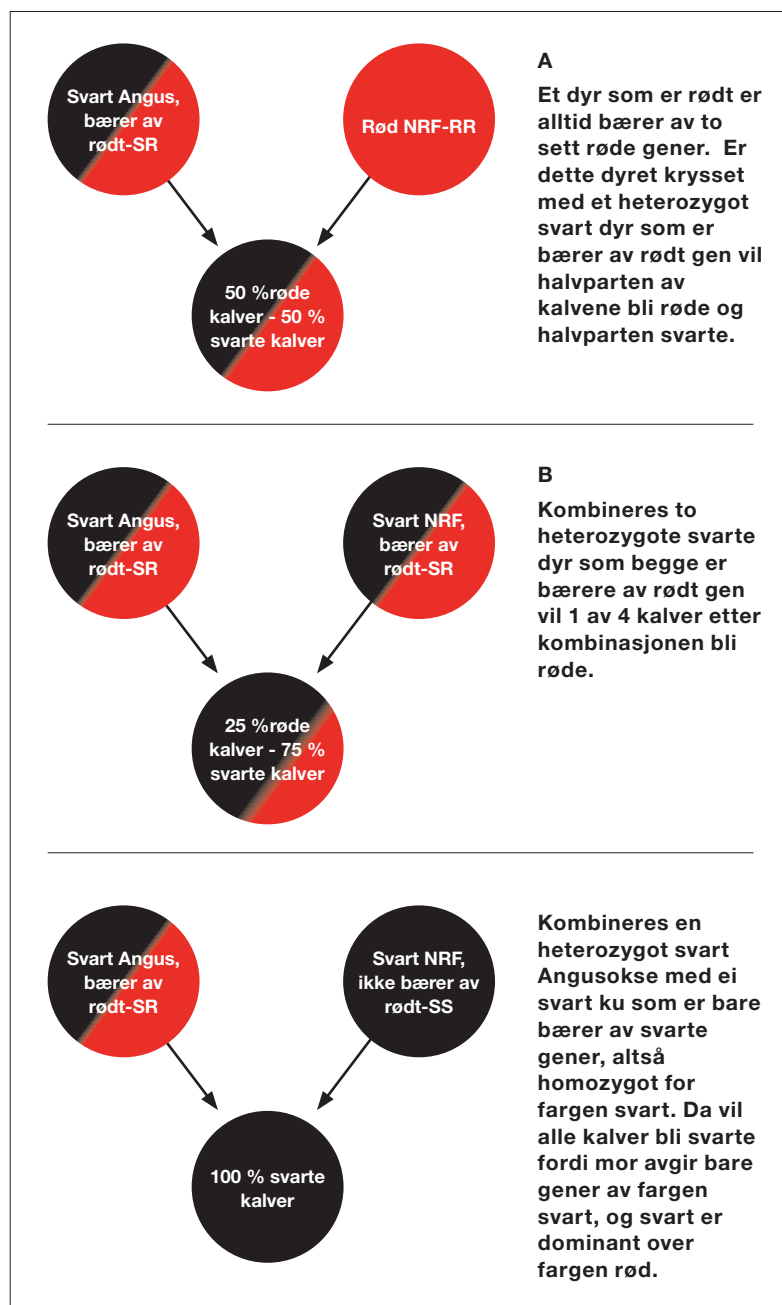 Svart Angus,
bærer av
rødt-SR
Rød NRF-RR
50 %røde
kalver - 50 %
svarte kalver
A
Et dyr som er rødt er
alltid bærer av to
sett røde gener.  Er
dette dyret krysset
med et heterozygot
svart dyr som er
bærer av rødt gen vil
halvparten av
kalvene bli røde og
halvparten svarte.
Svart Angus,
bærer av
rødt-SR
Svart NRF,
bærer av
rødt-SR
25 %røde
kalver - 75 %
svarte kalver
B
Kombineres to
heterozygote svarte
dyr som begge er
bærere av rødt gen
vil 1 av 4 kalver etter
kombinasjonen bli
røde.
Svart Angus,
bærer av
rødt-SR
Svart NRF,
ikke bærer av
rødt-SS
100 % svarte
kalver
Kombineres en
heterozygot svart
Angusokse med ei
svart ku som er bare
bærer av svarte
gener, altså
homozygot for
fargen svart. Da vil
alle kalver bli svarte
fordi mor avgir bare
gener av fargen
svart, og svart er
dominant over
fargen rød.